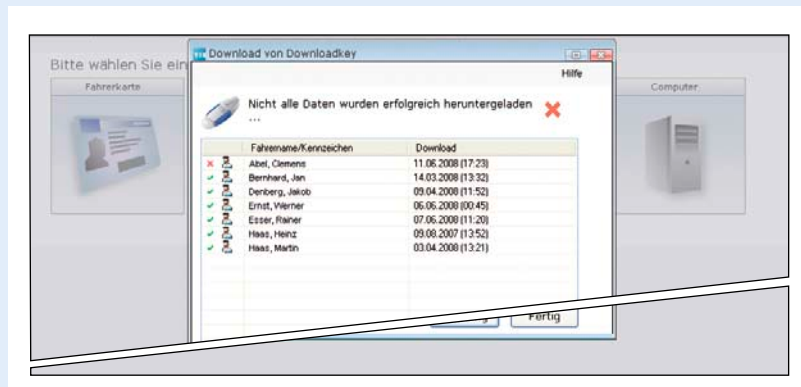 Download von Downloadkey
Bitte wählen Sie ein
Hilfe
Fahrerkarte
Computer
Nicht alle Daten wurden erfolgreich heruntergeladen
...
Fahrername/Kennzeichen Download
Abel, Clemens 11.06.2008 (17:23)
Bernhard, Jan 14.03.2008 (13:32)
Denberg, Jakob 09.04.2008 (11:52)
Ernst, Werner 06.06.2008 (00:45)
Esser, Rainer 07.06.2008 (11:20)
Haas, Heinz 09.08.2007 (13:52)
Haas, Martin 03.04.2008 (13:21)
Fertig